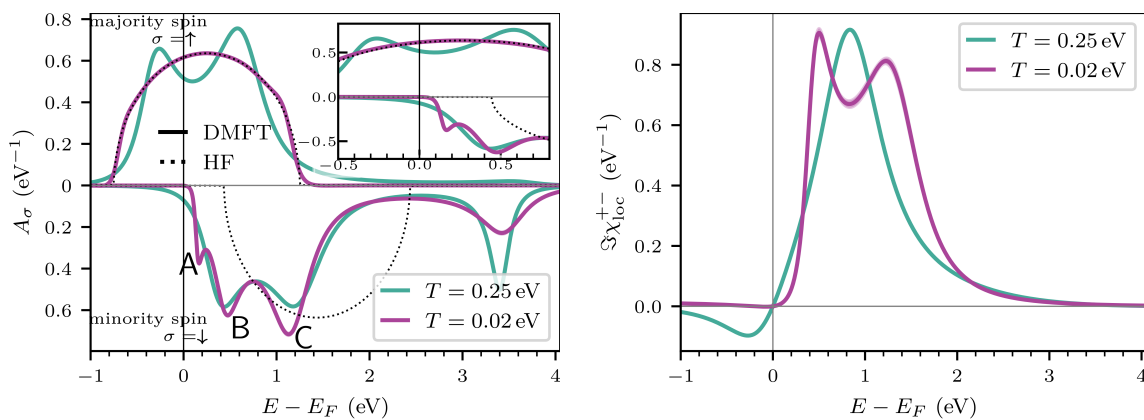 0.8
0.6
0.4
0.2
0
0.2
0.4
0.6
A_σ (eV⁻¹)
majority spin
σ =↑
DMFT
HF
A
B
C
minority spin
σ =↓
T = 0.25 eV
T = 0.02 eV
−1
0
1
2
3
4
E − E_F (eV)
0.5
0.0
−0.5
−0.5
0.0
0.5
0.8
0.6
0.4
0.2
0.0
ℑχ_loc^{+−} (eV⁻¹)
T = 0.25 eV
T = 0.02 eV
−1
0
1
2
3
4
E − E_F (eV)